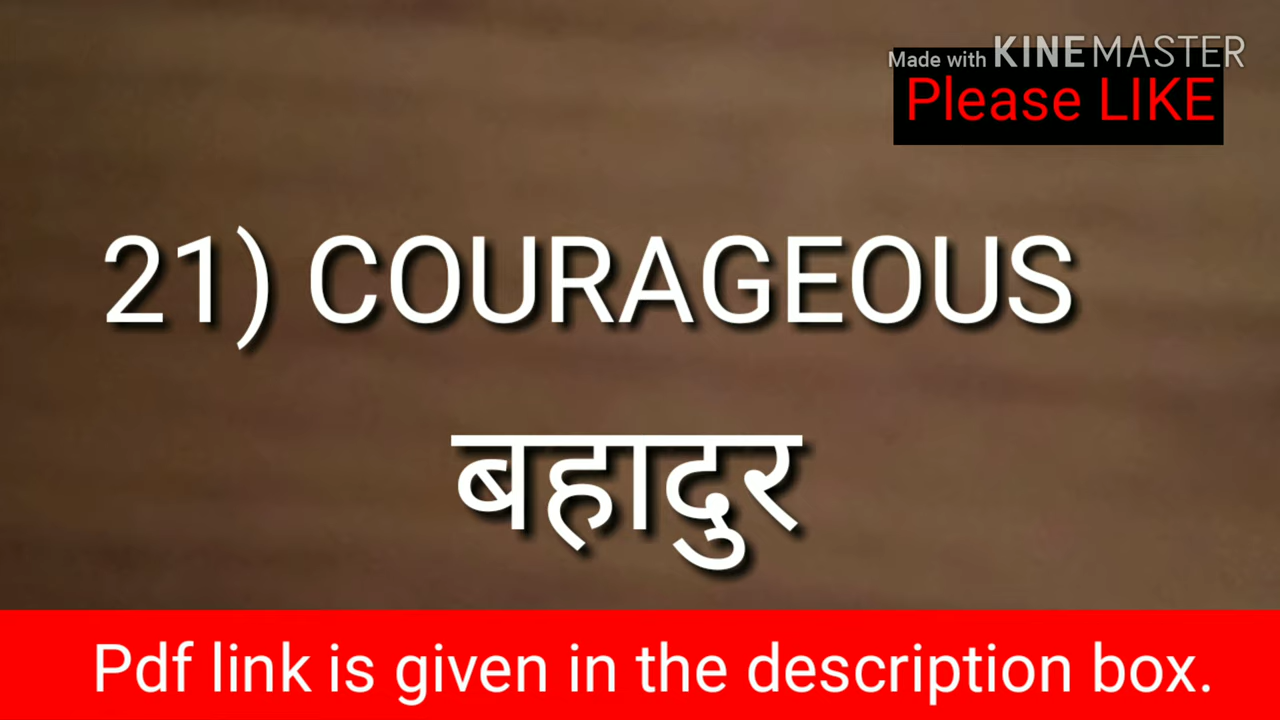 Made with KINEMASTER
Please LIKE
21) COURAGEOUS
बहादुर
Pdf link is given in the description box.